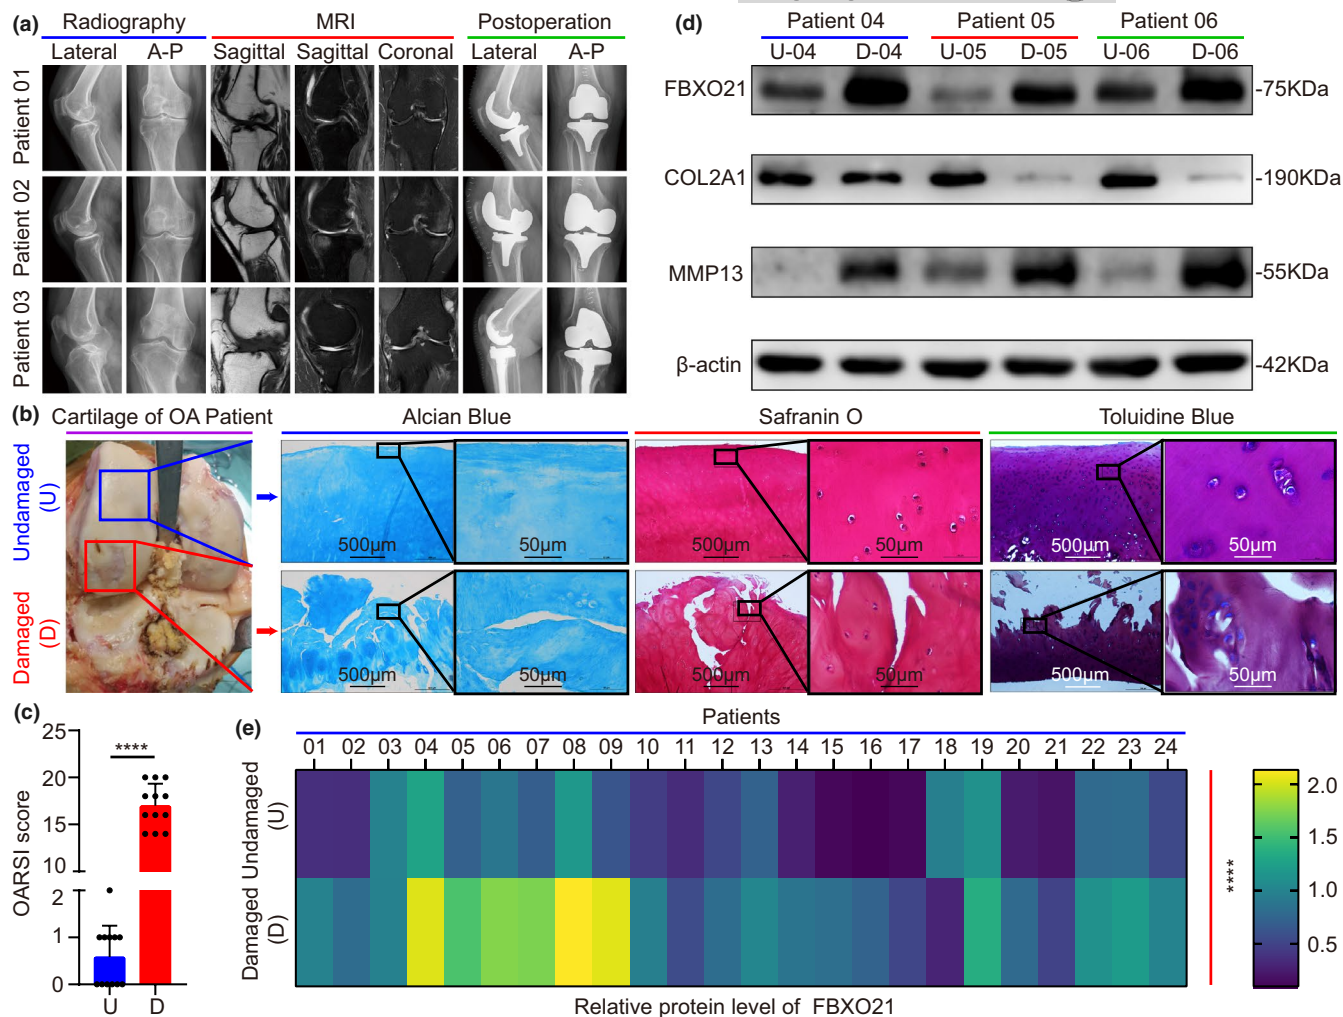 (a)
Radiography MRI Postoperation
Lateral A-P Sagittal Sagittal Coronal Lateral A-P
Patient 01
Patient 02
Patient 03
(d)
Patient 04 Patient 05 Patient 06
U-04 D-04 U-05 D-05 U-06 D-06
FBXO21 -75KDa
COL2A1 -190KDa
MMP13 -55KDa
β-actin -42KDa
(b)
Cartilage of OA Patient Alcian Blue Safranin O Toluidine Blue
Undamaged
(U)
500μm 50μm 500μm 50μm 500μm 50μm
Damaged
(D)
500μm 50μm 500μm 50μm 500μm 50μm
(c)
OARSI score
25
20
15
10
2
1
0
****
U D
(e)
Patients
01 02 03 04 05 06 07 08 09 10 11 12 13 14 15 16 17 18 19 20 21 22 23 24
Undamaged
(U)
Damaged
(D)
****
2.0
1.5
1.0
0.5
Relative protein level of FBXO21